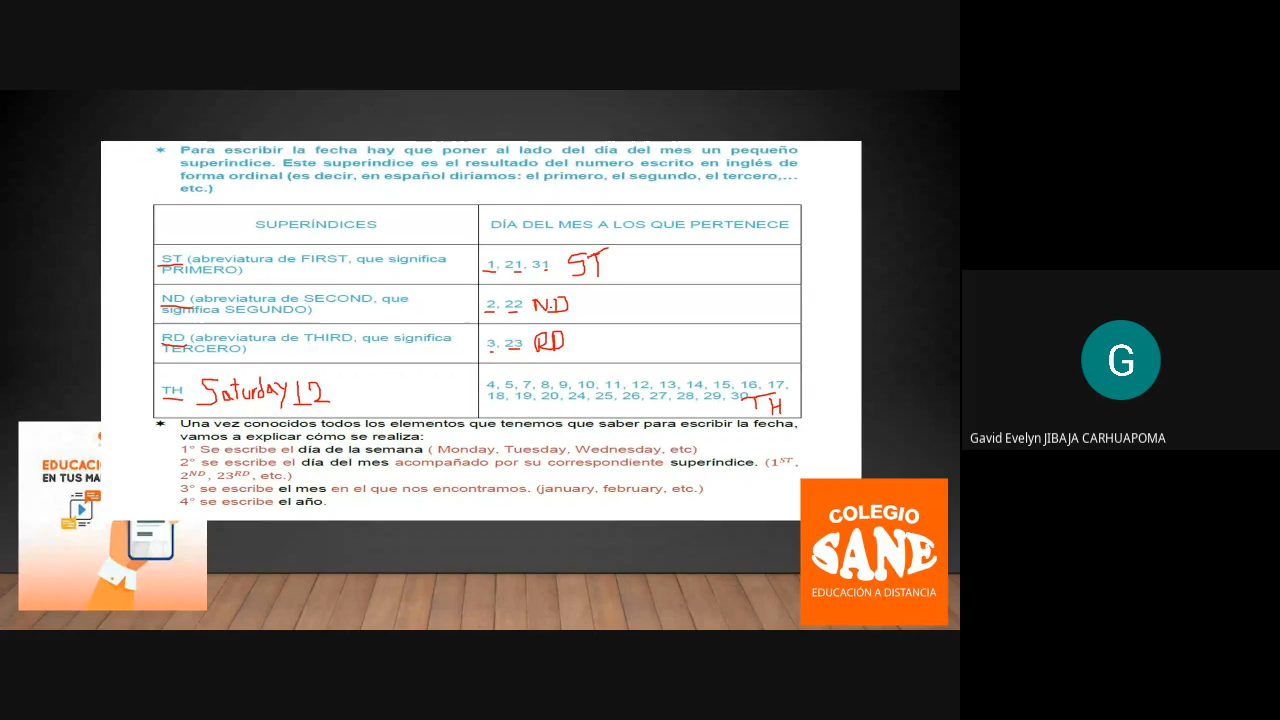 * Para escribir la fecha hay que poner al lado del día del mes un pequeño
superíndice. Este superíndice es el resultado del numero escrito en inglés de
forma ordinal (es decir, en español diríamos: el primero, el segundo, el tercero,...
etc.)
SUPERÍNDICES
DÍA DEL MES A LOS QUE PERTENECE
ST (abreviatura de FIRST, que significa
PRIMERO)
1, 21, 31 ST
ND (abreviatura de SECOND, que
significa SEGUNDO)
2, 22 ND
RD (abreviatura de THIRD, que significa
TERCERO)
3, 23 RD
TH Saturday 12
4, 5, 7, 8, 9, 10, 11, 12, 13, 14, 15, 16, 17,
18, 19, 20, 24, 25, 26, 27, 28, 29, 30 TH
* Una vez conocidos todos los elementos que tenemos que saber para escribir la fecha,
vamos a explicar cómo se realiza:
1° Se escribe el día de la semana ( Monday, Tuesday, Wednesday, etc)
2° se escribe el día del mes acompañado por su correspondiente superíndice. (1ST,
2ND, 23RD, etc.)
3° se escribe el mes en el que nos encontramos. (january, february, etc.)
4° se escribe el año.
EN TUS
COLEGIO
SANE
EDUCACIÓN A DISTANCIA
G
Gavid Evelyn JIBAJA CARHUAPOMA